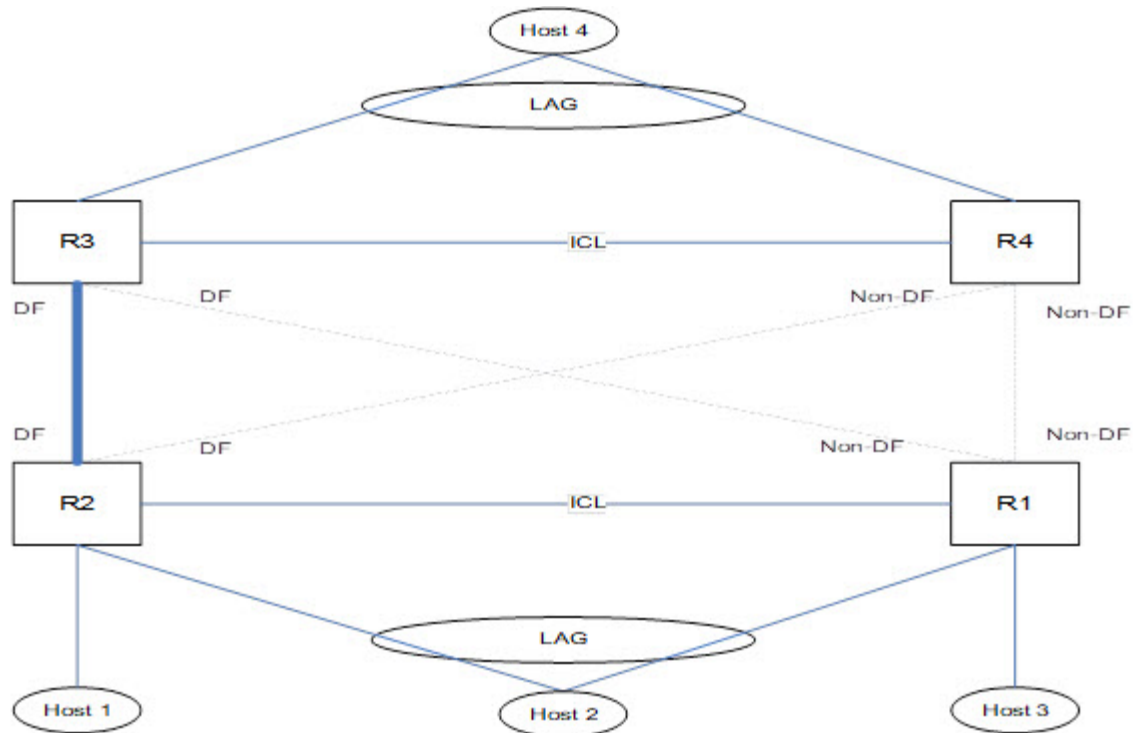 Host 4
LAG
R3
ICL
R4
DF
DF
Non-DF
Non-DF
DF
DF
Non-DF
Non-DF
R2
ICL
R1
LAG
Host 1
Host 2
Host 3